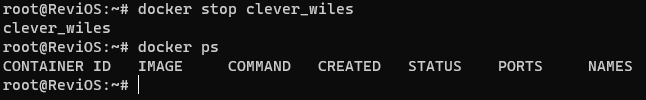 root@ReviOS:~# docker stop clever_wiles
clever_wiles
root@ReviOS:~# docker ps
CONTAINER ID   IMAGE     COMMAND   CREATED   STATUS    PORTS     NAMES
root@ReviOS:~#